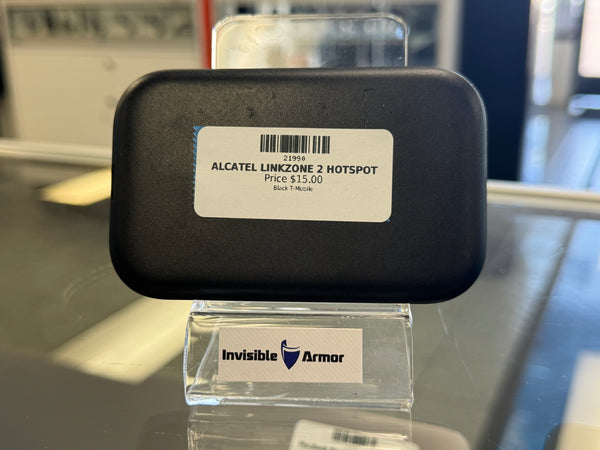 21990
ALCATEL LINKZONE 2 HOTSPOT
Price $15.00
Black T-Mobile
Invisible Armor